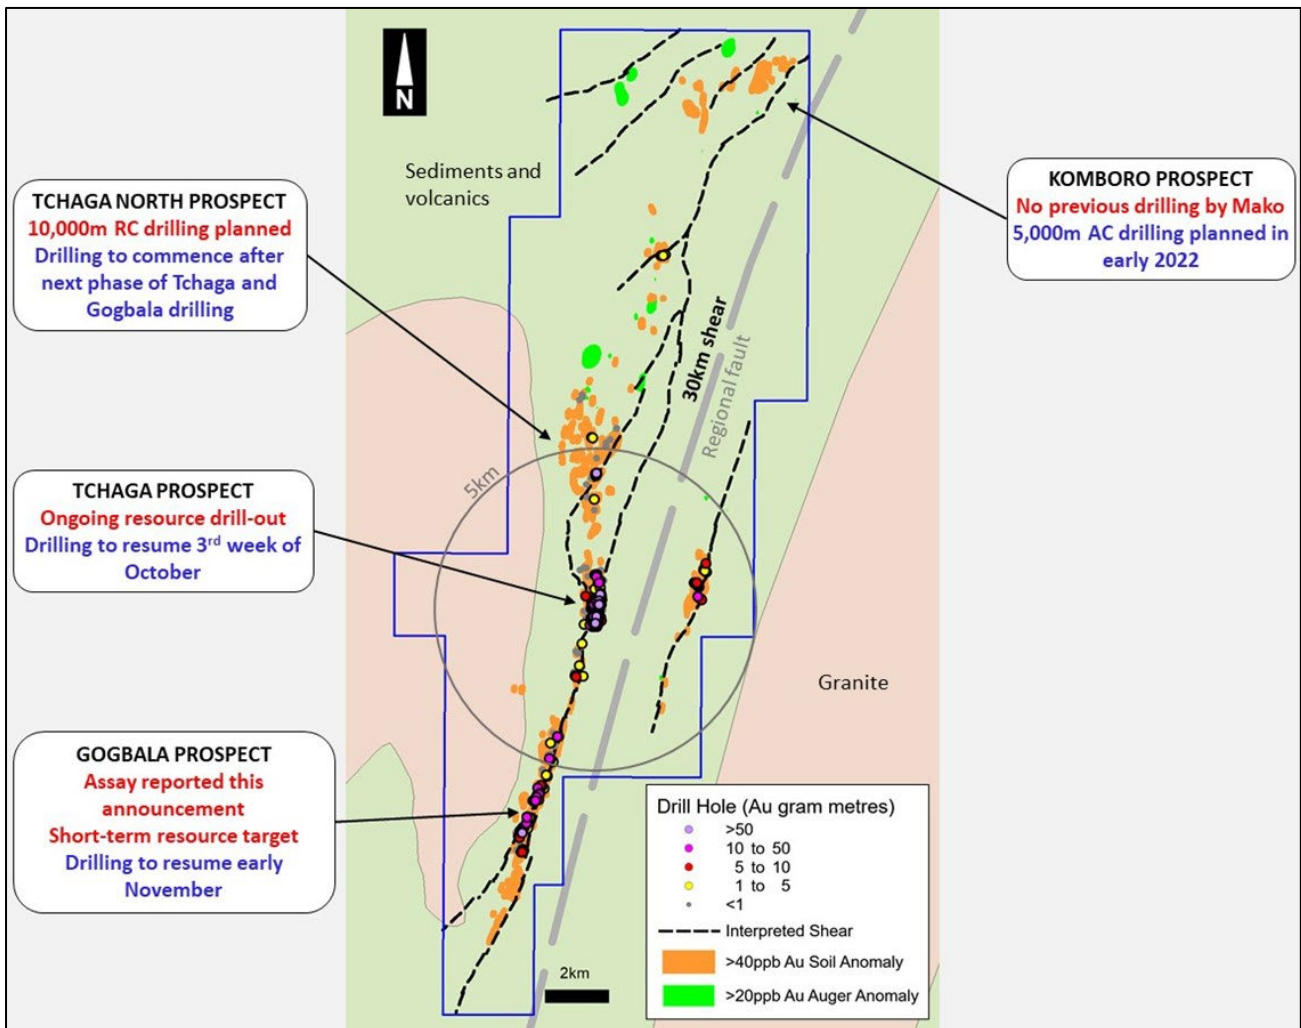 N
Sediments and
volcanics
TCHAGA NORTH PROSPECT
10,000m RC drilling planned
Drilling to commence after
next phase of Tchaga and
Gogbala drilling
KOMBORO PROSPECT
No previous drilling by Mako
5,000m AC drilling planned in
early 2022
30km shear
Regional fault
5km
TCHAGA PROSPECT
Ongoing resource drill-out
Drilling to resume 3rd week of
October
Granite
GOGBALA PROSPECT
Assay reported this
announcement
Short-term resource target
Drilling to resume early
November
Drill Hole (Au gram metres)
>50
10 to 50
5 to 10
1 to 5
<1
Interpreted Shear
>40ppb Au Soil Anomaly
>20ppb Au Auger Anomaly
2km